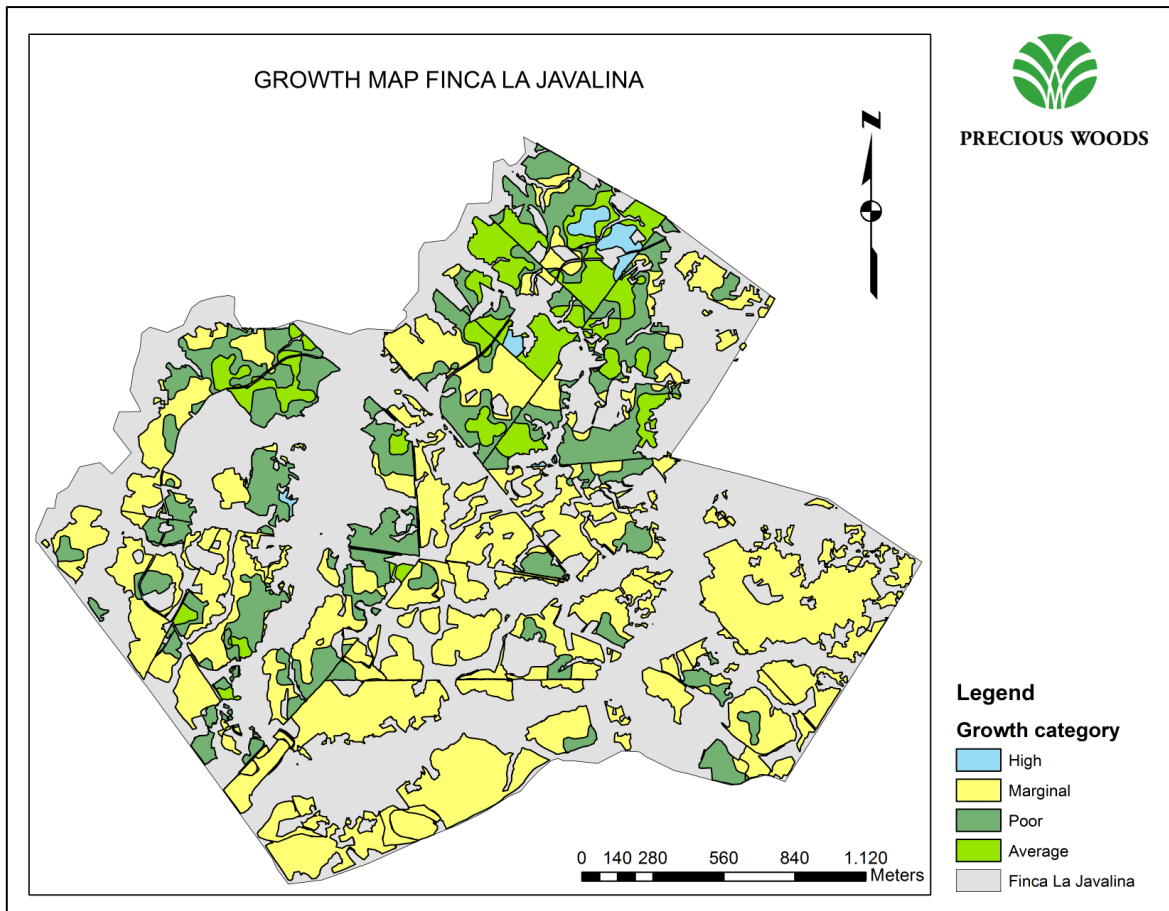 GROWTH MAP FINCA LA JAVALINA
PRECIOUS WOODS
N
Legend
Growth category
High
Marginal
Poor
Average
Finca La Javalina
0 140 280 560 840 1.120
Meters